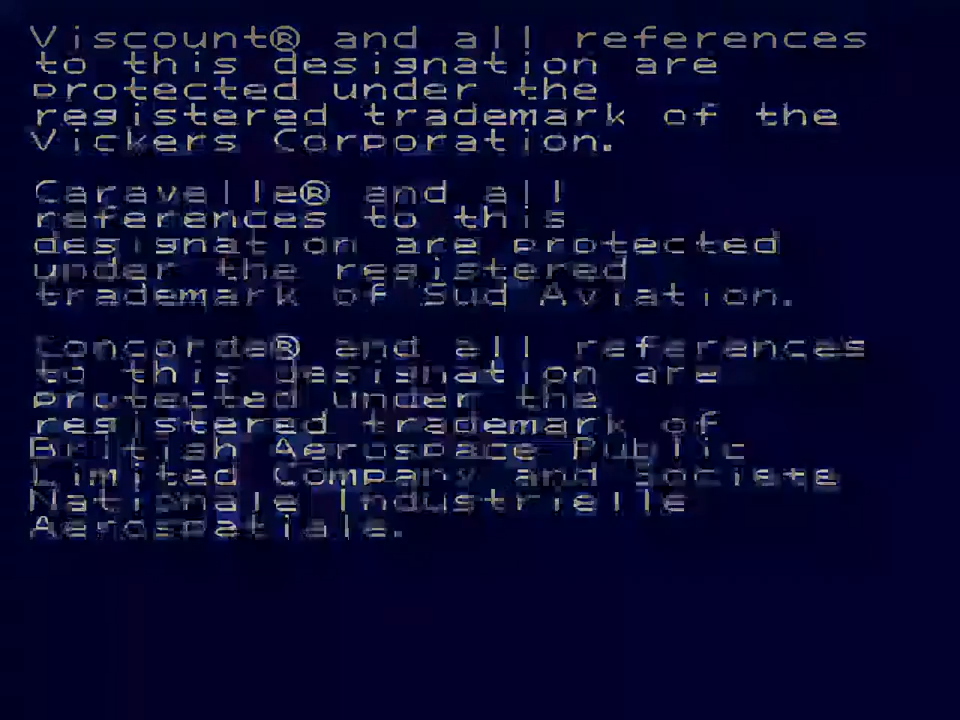 Viscount® and all references
to this designation are
protected under the
registered trademark of the
Vickers Corporation.
Caravelle® and all
references to this
designation are protected
under the registered
trademark of Sud Aviation.
Concorde® and all references
to this designation are
protected under the
registered trademark of
British Aerospace Public
Limited Company and Societe
Nationale Industrielle
Aerospatiale.